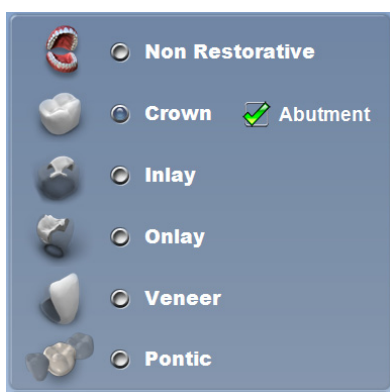 Non Restorative
Crown Abutment
Inlay
Onlay
Veneer
Pontic